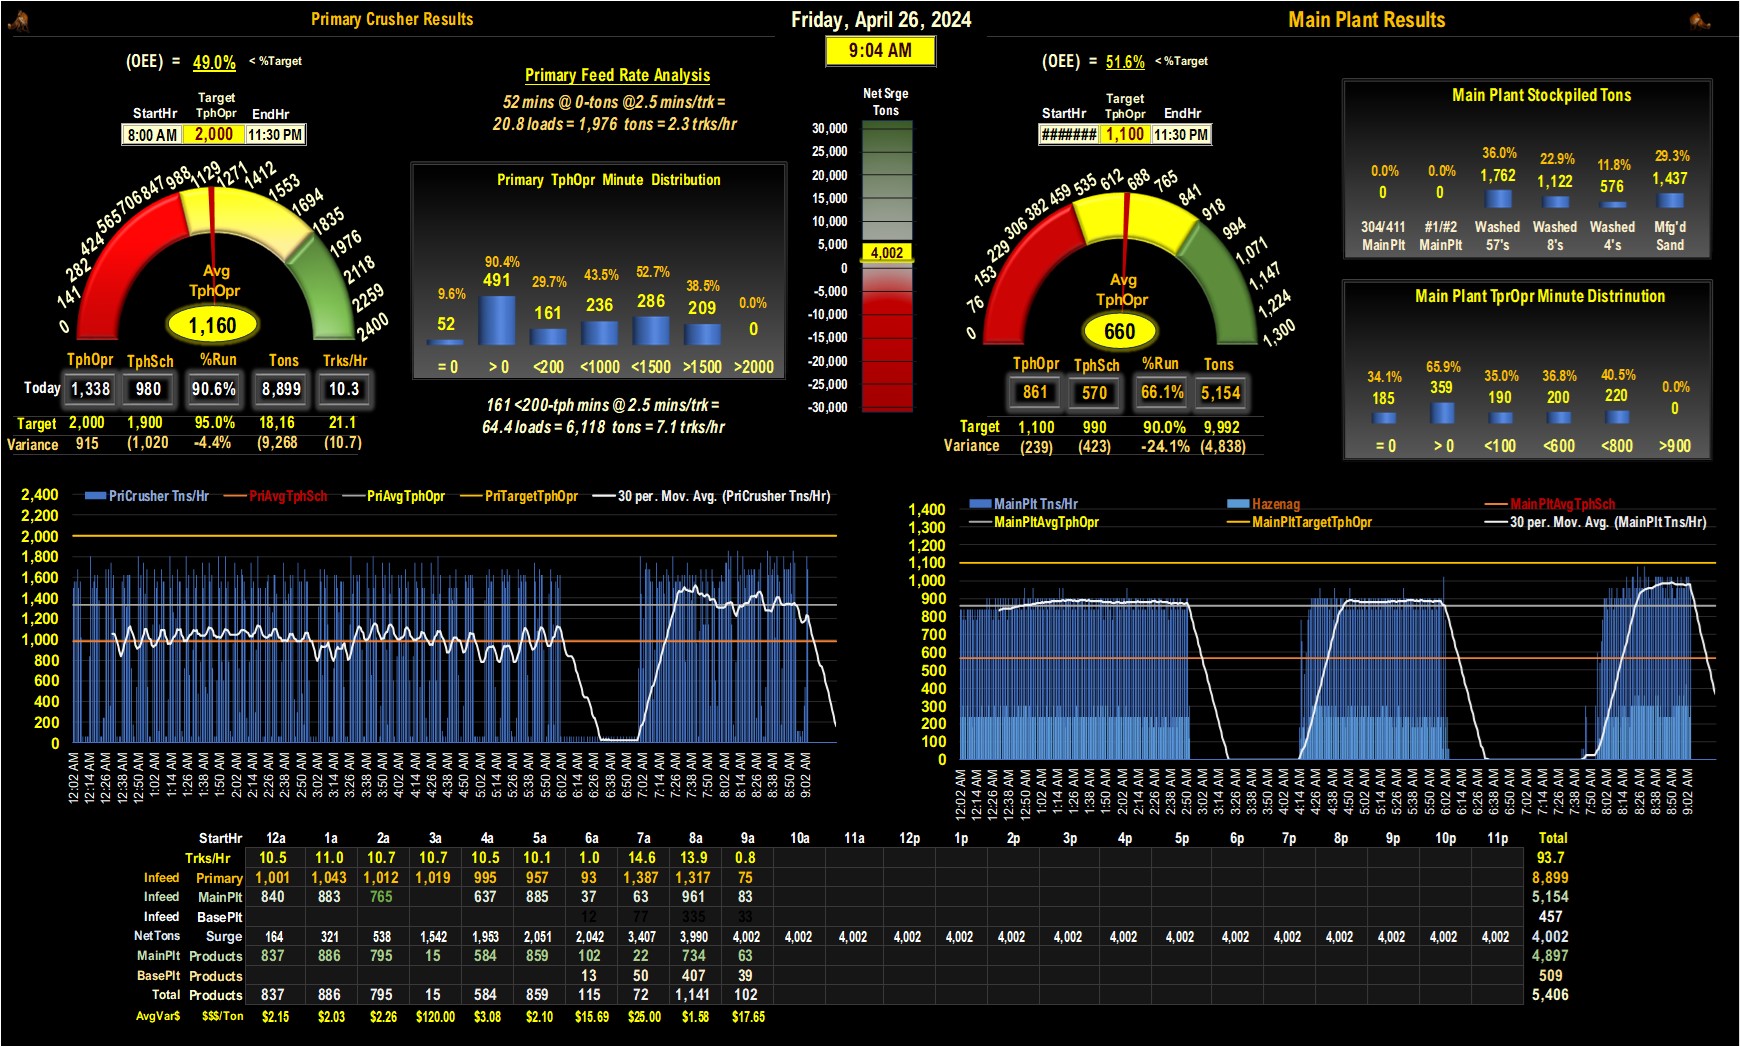 Primary Crusher Results
Friday, April 26, 2024
Main Plant Results
9:04 AM
(OEE) = 49.0% < %Target
StartHr Target TphOpr EndHr
8:00 AM 2,000 11:30 PM
0 141 282 424 565 706 847 988 1129 1271 1412 1553 1694 1835 1976 2118 2259 2400
Avg
TphOpr
1,160
TphOpr TphSch %Run Tons Trks/Hr
Today 1,338 980 90.6% 8,899 10.3
Target 2,000 1,900 95.0% 18,16 21.1
Variance 915 (1,020 -4.4% (9,268 (10.7)
Primary Feed Rate Analysis
52 mins @ 0-tons @2.5 mins/trk =
20.8 loads = 1,976 tons = 2.3 trks/hr
Primary TphOpr Minute Distribution
9.6% 90.4% 29.7% 43.5% 52.7% 38.5% 0.0%
52 491 161 236 286 209 0
= 0 > 0 <200 <1000 <1500 >1500 >2000
161 <200-tph mins @ 2.5 mins/trk =
64.4 loads = 6,118 tons = 7.1 trks/hr
Net Srge
Tons
30,000
25,000
20,000
15,000
10,000
5,000
4,002
0
-5,000
-10,000
-15,000
-20,000
-25,000
-30,000
(OEE) = 51.6% < %Target
StartHr Target TphOpr EndHr
####### 1,100 11:30 PM
0 76 153 229 306 382 459 535 612 688 765 841 918 994 1,071 1,147 1,224 1,300
Avg
TphOpr
660
TphOpr TphSch %Run Tons
861 570 66.1% 5,154
Target 1,100 990 90.0% 9,992
Variance (239) (423) -24.1% (4,838)
Main Plant Stockpiled Tons
0.0% 0.0% 36.0% 22.9% 11.8% 29.3%
0 0 1,762 1,122 576 1,437
304/411 #1/#2 Washed Washed Washed Mfg'd
MainPlt MainPlt 57's 8's 4's Sand
Main Plant TprOpr Minute Distrinution
34.1% 65.9% 35.0% 36.8% 40.5% 0.0%
185 359 190 200 220 0
= 0 > 0 <100 <600 <800 >900
PriCrusher Tns/Hr PriAvgTphSch PriAvgTphOpr PriTargetTphOpr 30 per. Mov. Avg. (PriCrusher Tns/Hr)
2,400
2,200
2,000
1,800
1,600
1,400
1,200
1,000
800
600
400
200
0
12:02 AM 12:14 AM 12:26 AM 12:38 AM 12:50 AM 1:02 AM 1:14 AM 1:26 AM 1:38 AM 1:50 AM 2:02 AM 2:14 AM 2:26 AM 2:38 AM 2:50 AM 3:02 AM 3:14 AM 3:26 AM 3:38 AM 3:50 AM 4:02 AM 4:14 AM 4:26 AM 4:38 AM 4:50 AM 5:02 AM 5:14 AM 5:26 AM 5:38 AM 5:50 AM 6:02 AM 6:14 AM 6:26 AM 6:38 AM 6:50 AM 7:02 AM 7:14 AM 7:26 AM 7:38 AM 7:50 AM 8:02 AM 8:14 AM 8:26 AM 8:38 AM 8:50 AM 9:02 AM
MainPlt Tns/Hr Hazenag MainPltAvgTphSch
MainPltAvgTphOpr MainPltTargetTphOpr 30 per. Mov. Avg. (MainPlt Tns/Hr)
1,400
1,300
1,200
1,100
1,000
900
800
700
600
500
400
300
200
100
0
12:02 AM 12:14 AM 12:26 AM 12:38 AM 12:50 AM 1:02 AM 1:14 AM 1:26 AM 1:38 AM 1:50 AM 2:02 AM 2:14 AM 2:26 AM 2:38 AM 2:50 AM 3:02 AM 3:14 AM 3:26 AM 3:38 AM 3:50 AM 4:02 AM 4:14 AM 4:26 AM 4:38 AM 4:50 AM 5:02 AM 5:14 AM 5:26 AM 5:38 AM 5:50 AM 6:02 AM 6:14 AM 6:26 AM 6:38 AM 6:50 AM 7:02 AM 7:14 AM 7:26 AM 7:38 AM 7:50 AM 8:02 AM 8:14 AM 8:26 AM 8:38 AM 8:50 AM 9:02 AM
StartHr 12a 1a 2a 3a 4a 5a 6a 7a 8a 9a 10a 11a 12p 1p 2p 3p 4p 5p 6p 7p 8p 9p 10p 11p Total
Trks/Hr 10.5 11.0 10.7 10.7 10.5 10.1 1.0 14.6 13.9 0.8 93.7
Infeed Primary 1,001 1,043 1,012 1,019 995 957 93 1,387 1,317 75 8,899
Infeed MainPlt 840 883 765 637 885 37 63 961 83 5,154
Infeed BasePlt 12 77 335 33 457
NetTons Surge 164 321 538 1,542 1,953 2,051 2,042 3,407 3,990 4,002 4,002 4,002 4,002 4,002 4,002 4,002 4,002 4,002 4,002 4,002 4,002 4,002 4,002 4,002 4,002
MainPlt Products 837 886 795 15 584 859 102 22 734 63 4,897
BasePlt Products 13 50 407 39 509
Total Products 837 886 795 15 584 859 115 72 1,141 102 5,406
AvgVar$ $$$/Ton $2.15 $2.03 $2.26 $120.00 $3.08 $2.10 $15.69 $25.00 $1.58 $17.65